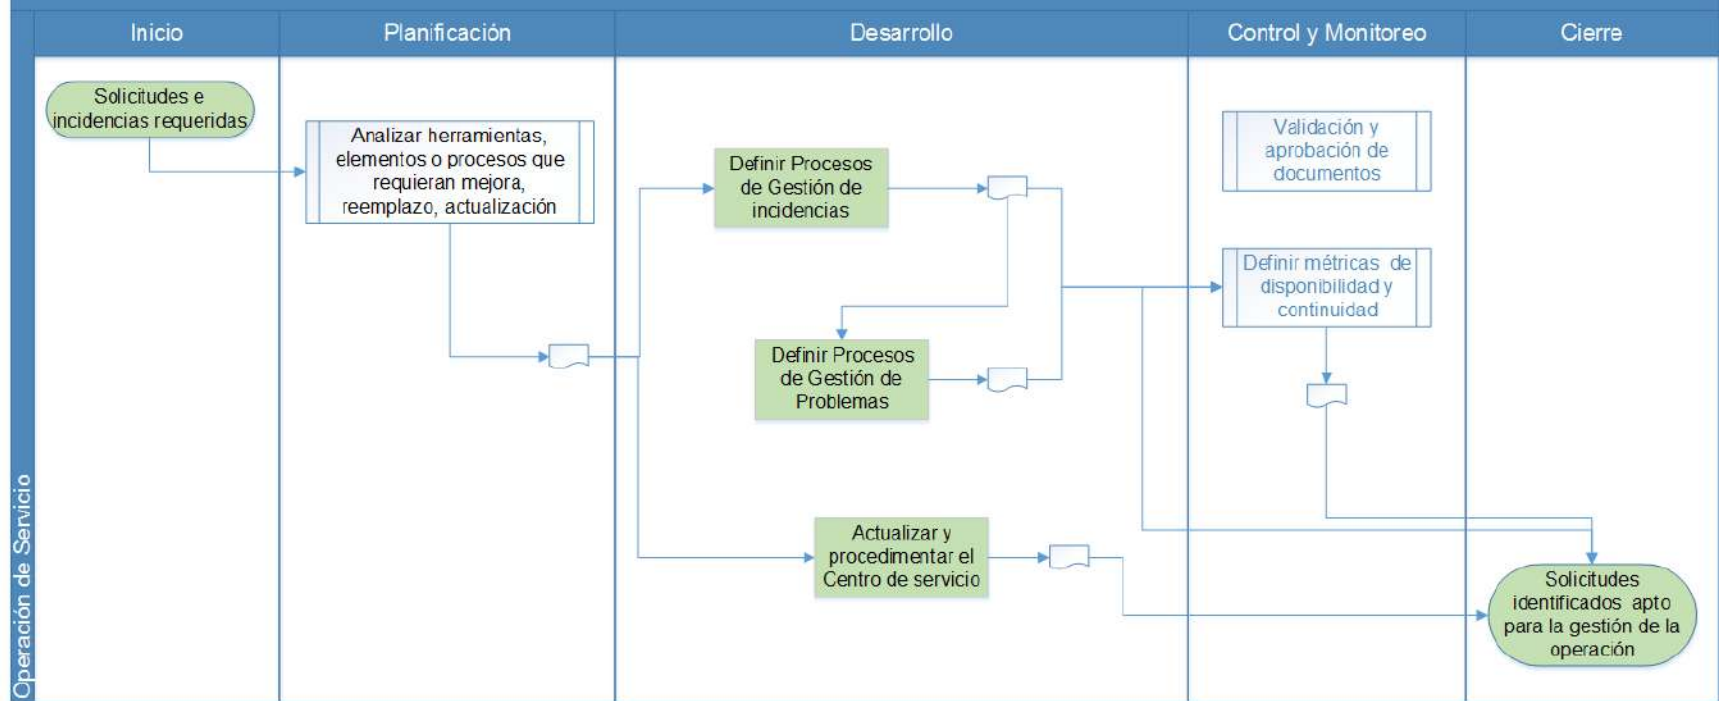 Inicio
Planificación
Desarrollo
Control y Monitoreo
Cierre
Operación de Servicio
Solicitudes e
incidencias requeridas
Analizar herramientas,
elementos o procesos que
requieran mejora,
reemplazo, actualización
Definir Procesos
de Gestión de
incidencias
Definir Procesos
de Gestión de
Problemas
Actualizar y
procedimentar el
Centro de servicio
Validación y
aprobación de
documentos
Definir métricas de
disponibilidad y
continuidad
Solicitudes
identificados apto
para la gestión de la
operación